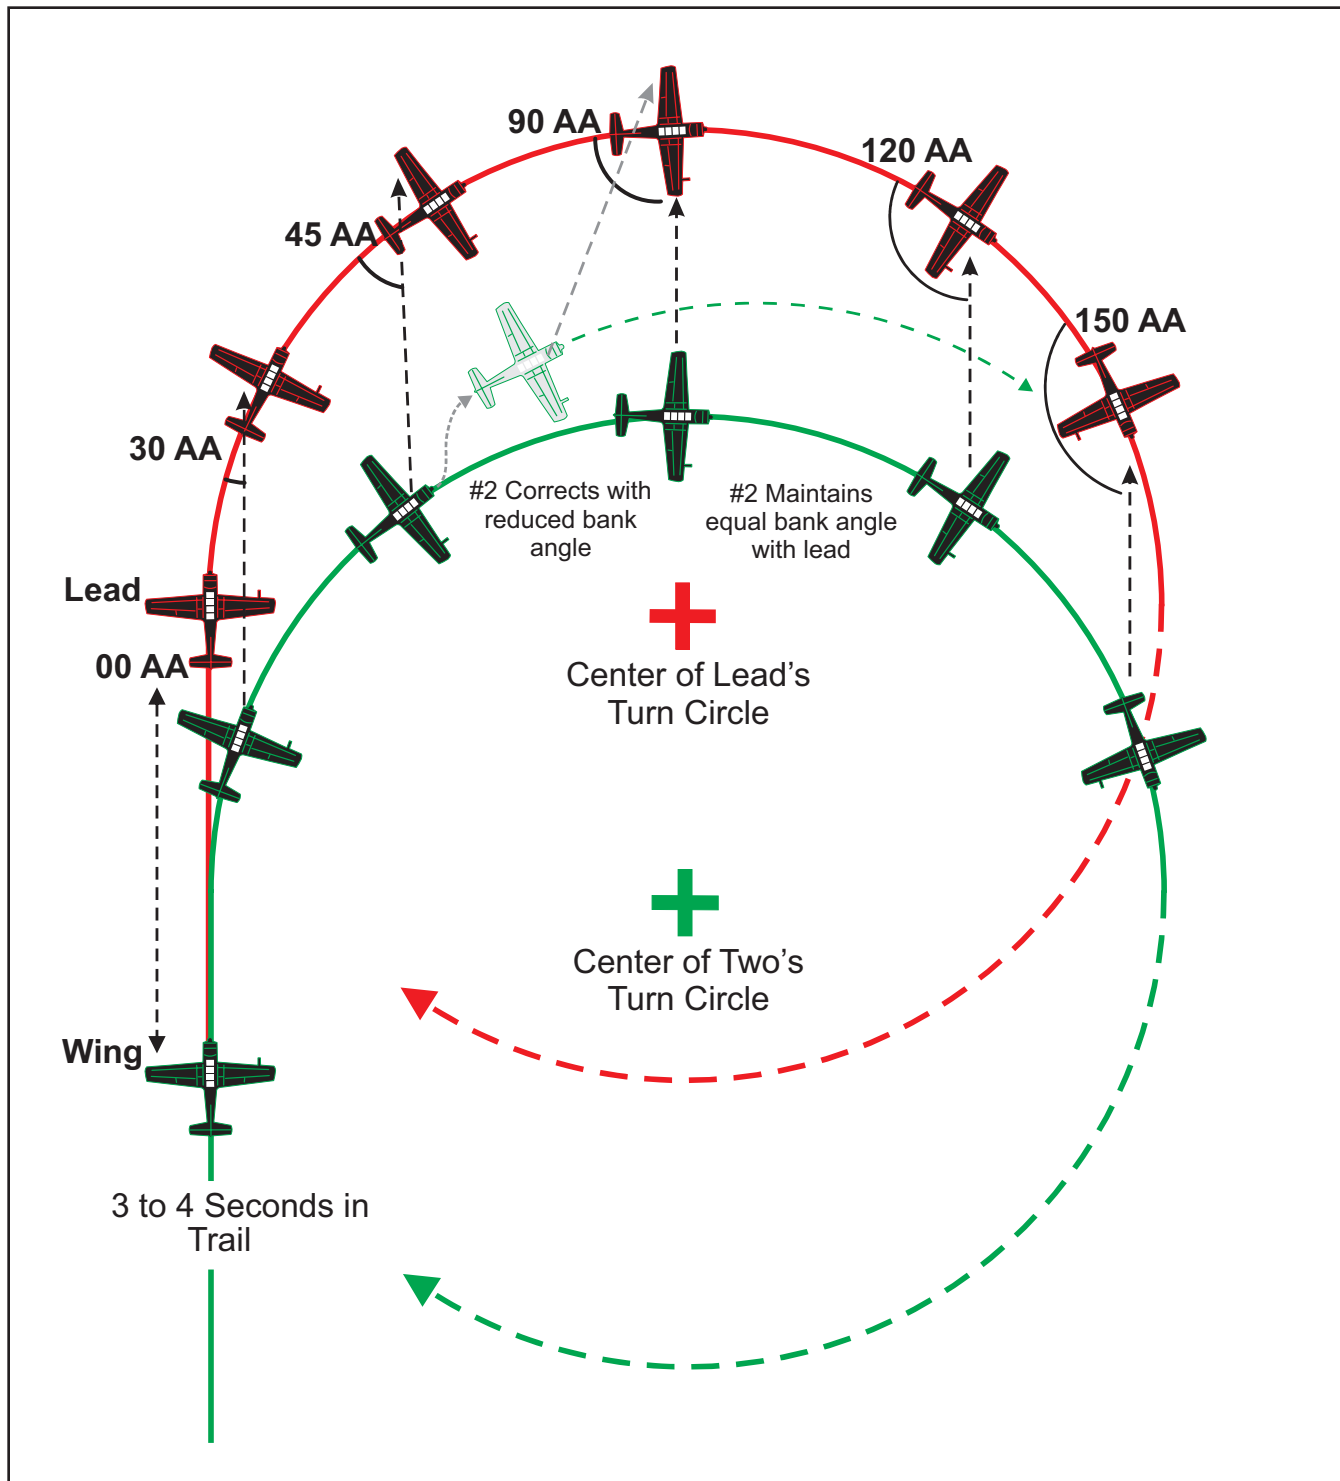 90 AA
120 AA
45 AA
150 AA
30 AA
#2 Corrects with
reduced bank
angle
#2 Maintains
equal bank angle
with lead
Lead
00 AA
Center of Lead’s
Turn Circle
Center of Two’s
Turn Circle
Wing
3 to 4 Seconds in
Trail